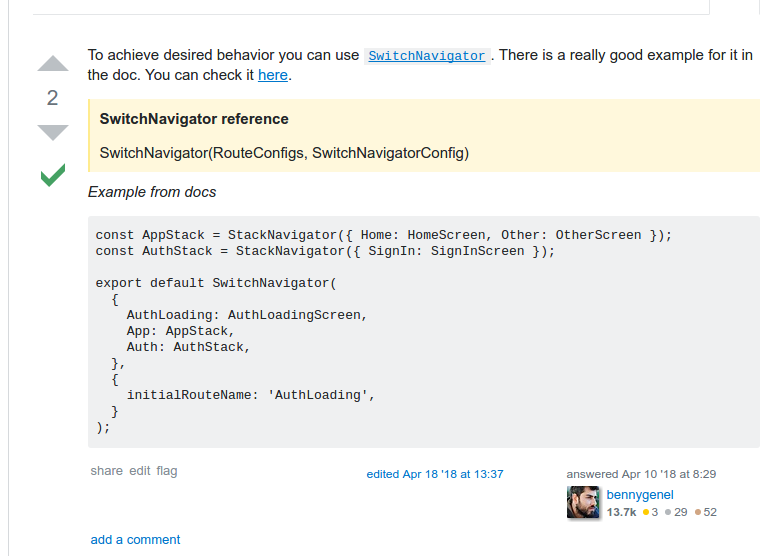 To achieve desired behavior you can use SwitchNavigator . There is a really good example for it in
the doc. You can check it here.
2
SwitchNavigator reference
SwitchNavigator(RouteConfigs, SwitchNavigatorConfig)
Example from docs
const AppStack = StackNavigator({ Home: HomeScreen, Other: OtherScreen });
const AuthStack = StackNavigator({ SignIn: SignInScreen });
export default SwitchNavigator(
  {
    AuthLoading: AuthLoadingScreen,
    App: AppStack,
    Auth: AuthStack,
  },
  {
    initialRouteName: 'AuthLoading',
  }
);
share edit flag
edited Apr 18 '18 at 13:37
answered Apr 10 '18 at 8:29
bennygenel
13.7k ●3 ●29 ●52
add a comment